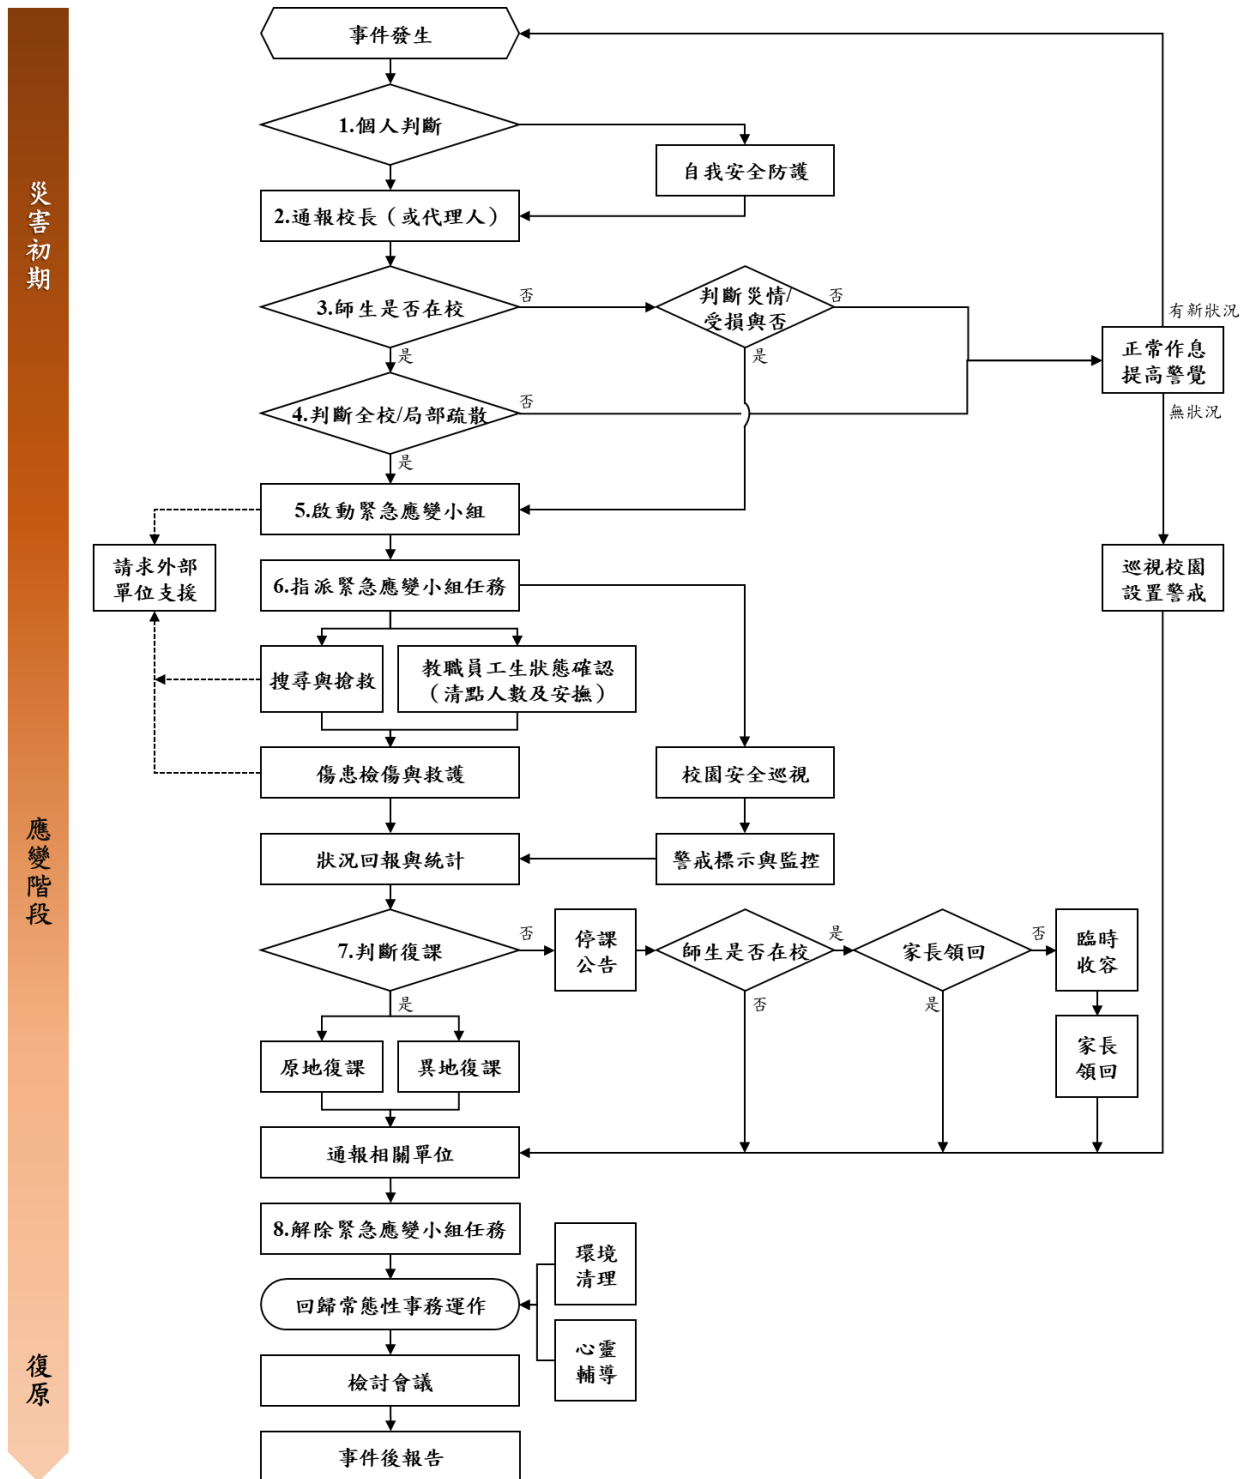 事件發生
1.個人判斷
自我安全防護
2.通報校長（或代理人）
災害初期
3.師生是否在校
否
判斷災情/
受損與否
否
有新狀況
正常作息
提高警覺
是
是
4.判斷全校/局部疏散
否
無狀況
是
5.啟動緊急應變小組
請求外部
單位支援
6.指派緊急應變小組任務
巡視校園
設置警戒
搜尋與搶救
教職員工生狀態確認
（清點人數及安撫）
傷患檢傷與救護
校園安全巡視
應變階段
狀況回報與統計
警戒標示與監控
7.判斷復課
否
停課
公告
師生是否在校
是
家長領回
否
臨時
收容
是
否
是
原地復課
異地復課
家長
領回
通報相關單位
8.解除緊急應變小組任務
環境
清理
回歸常態性事務運作
心靈
輔導
復原
檢討會議
事件後報告